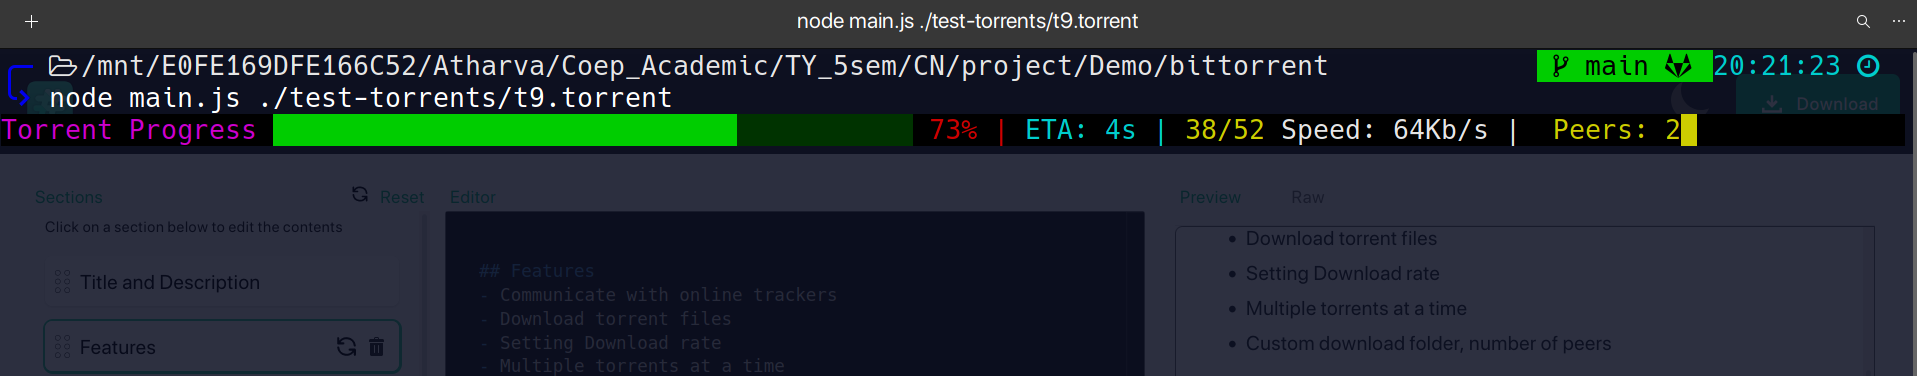 node main.js ./test-torrents/t9.torrent
/mnt/E0FE169DFE166C52/Atharva/Coep_Academic/TY_5sem/CN/project/Demo/bittorrent main 20:21:23
node main.js ./test-torrents/t9.torrent
Download
Torrent Progress 73% | ETA: 4s | 38/52 Speed: 64Kb/s | Peers: 2
Sections Reset Editor Preview Raw
Click on a section below to edit the contents
Title and Description
Features
## Features
- Communicate with online trackers
- Download torrent files
- Setting Download rate
- Multiple torrents at a time
• Download torrent files
• Setting Download rate
• Multiple torrents at a time
• Custom download folder, number of peers